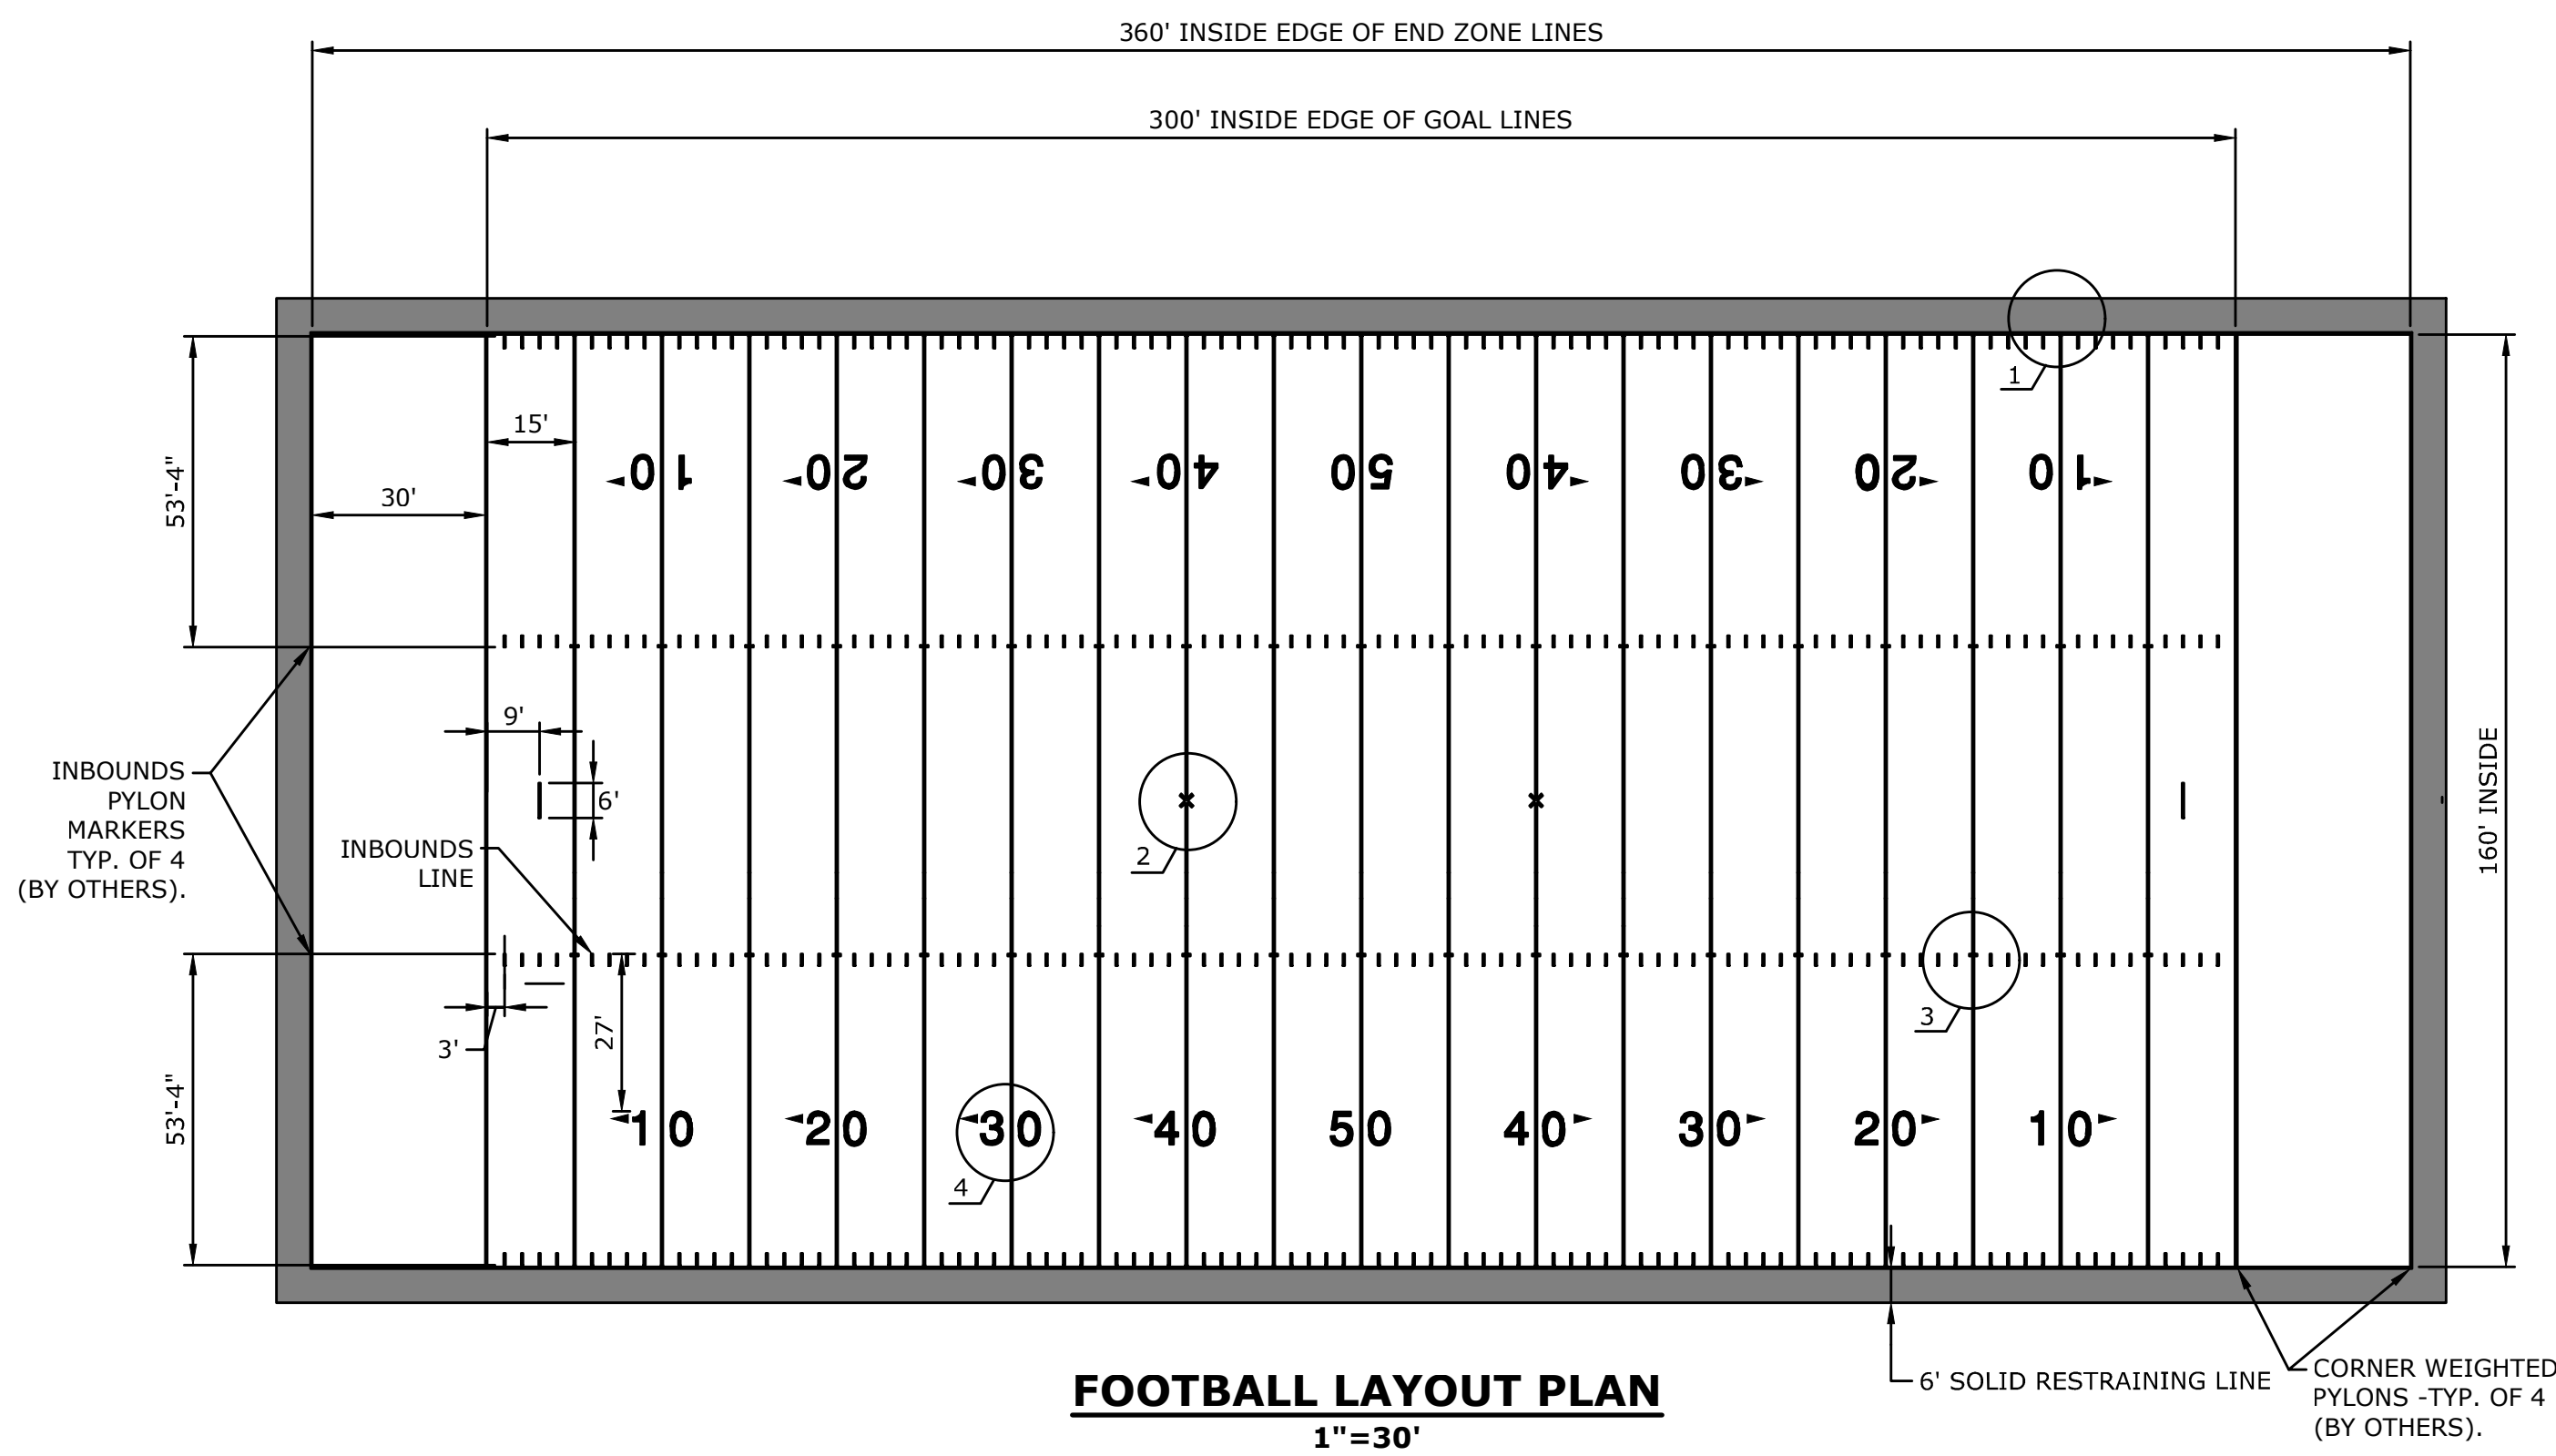 360' INSIDE EDGE OF END ZONE LINES
300' INSIDE EDGE OF GOAL LINES
1
15'
53'-4"
10 20 30 40 50 40 30 20 10
30'
9'
6'
INBOUNDS
PYLON
MARKERS
TYP. OF 4
(BY OTHERS).
INBOUNDS
LINE
2
160' INSIDE
3
3'
27'
53'-4"
10 20 30 40 50 40 30 20 10
4
6' SOLID RESTRAINING LINE
CORNER WEIGHTED
PYLONS -TYP. OF 4
(BY OTHERS).
FOOTBALL LAYOUT PLAN
1"=30'